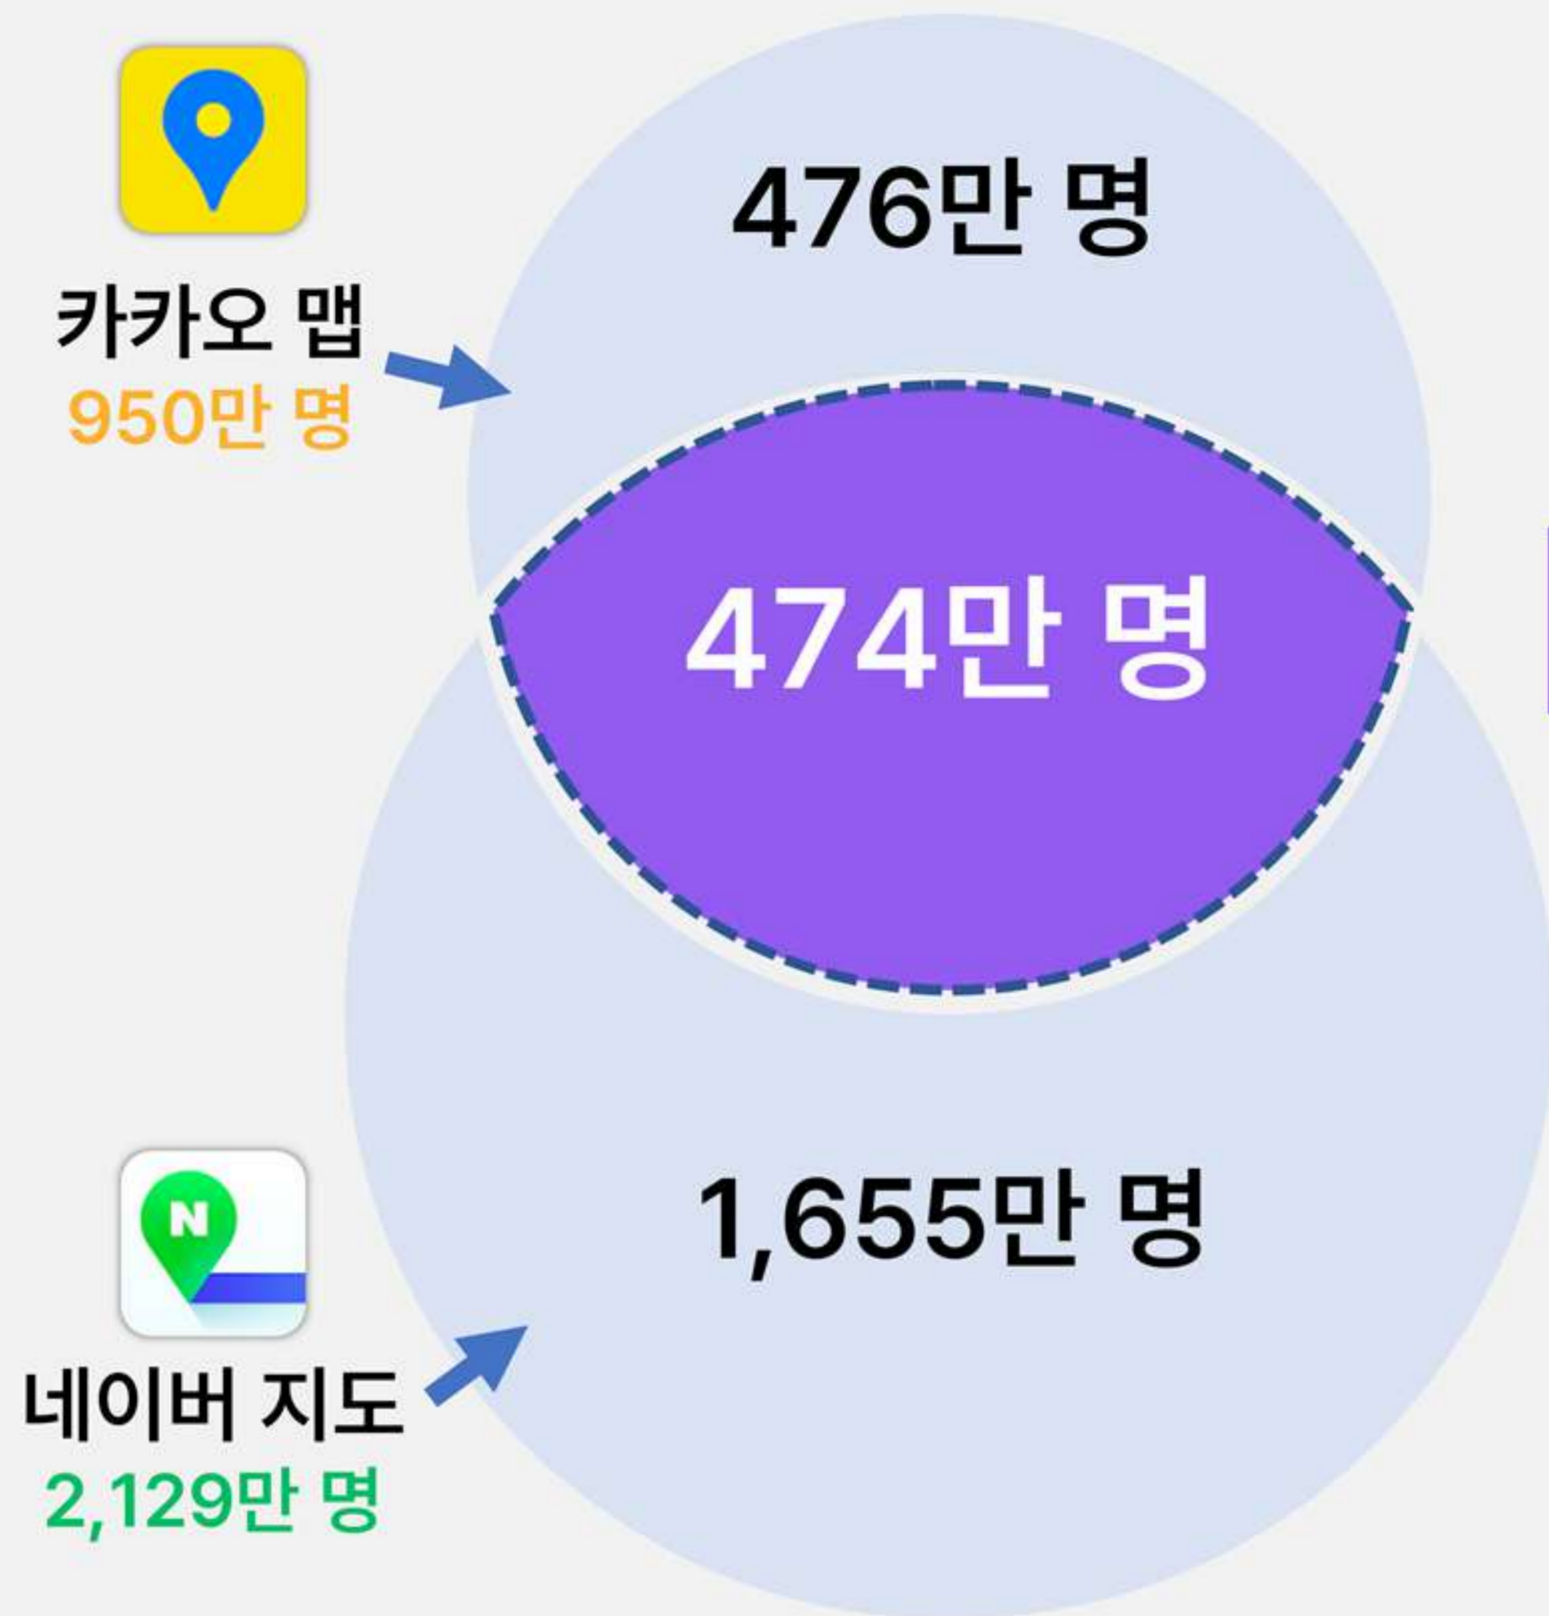 476만 명
카카오 맵
950만 명
474만 명
1,655만 명
N
네이버 지도
2,129만 명